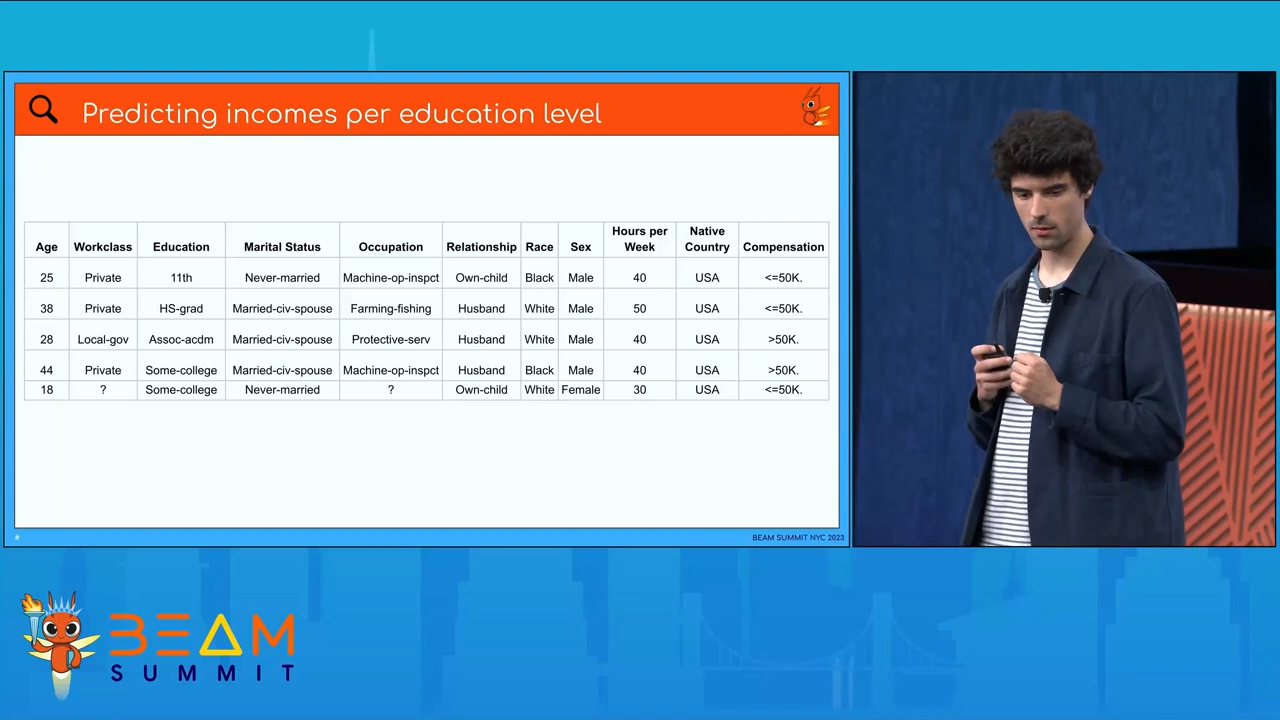 Predicting incomes per education level
Age Workclass Education Marital Status Occupation Relationship Race Sex Hours per Week Native Country Compensation
25 Private 11th Never-married Machine-op-inspct Own-child Black Male 40 USA <=50K.
38 Private HS-grad Married-civ-spouse Farming-fishing Husband White Male 50 USA <=50K.
28 Local-gov Assoc-acdm Married-civ-spouse Protective-serv Husband White Male 40 USA >50K.
44 Private Some-college Married-civ-spouse Machine-op-inspct Husband Black Male 40 USA >50K.
18 ? Some-college Never-married ? Own-child White Female 30 USA <=50K.
# BEAM SUMMIT NYC 2023
BEAM
SUMMIT